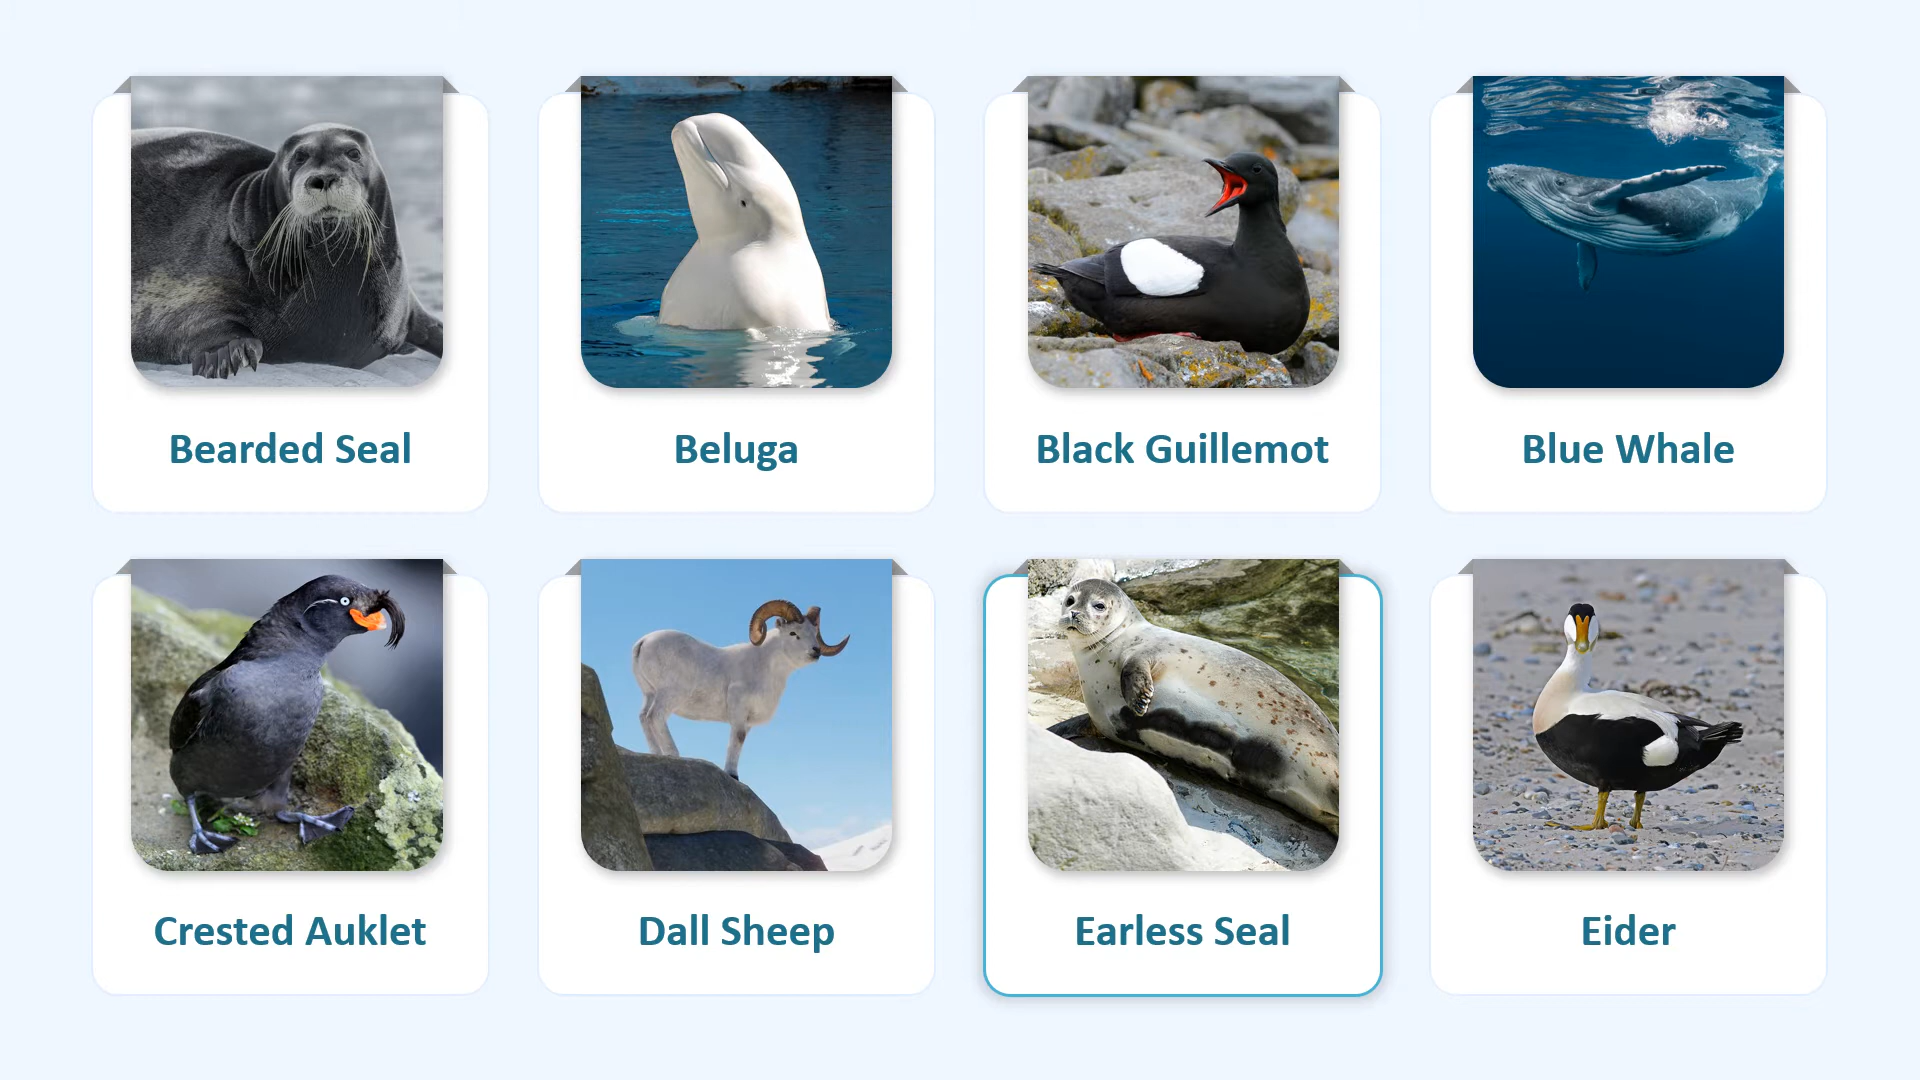 Bearded Seal
Beluga
Black Guillemot
Blue Whale
Crested Auklet
Dall Sheep
Earless Seal
Eider